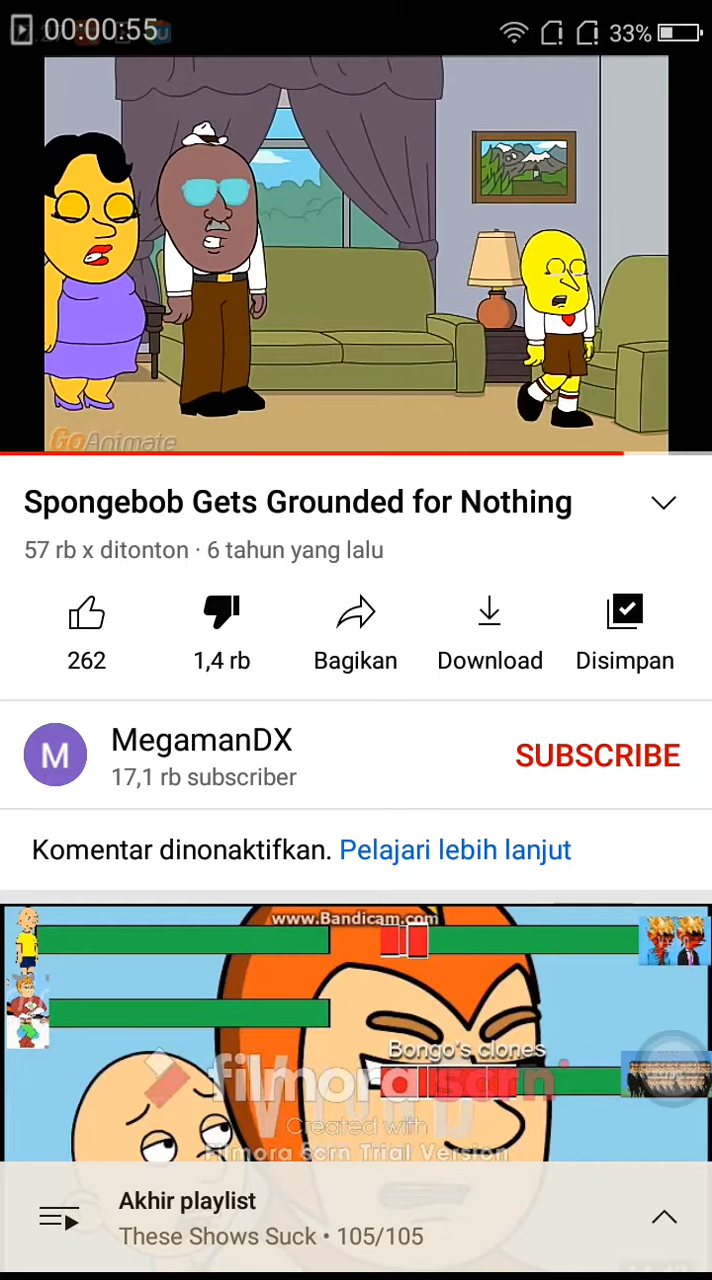 00:00:55
33%
GoAnimate
Spongebob Gets Grounded for Nothing
57 rb x ditonton · 6 tahun yang lalu
262
1,4 rb
Bagikan
Download
Disimpan
M
MegamanDX
17,1 rb subscriber
SUBSCRIBE
Komentar dinonaktifkan. Pelajari lebih lanjut
www.Bandicam.com
Bongo's clones
filmora scrn
Created with
Filmora Scrn Trial Version
Akhir playlist
These Shows Suck • 105/105